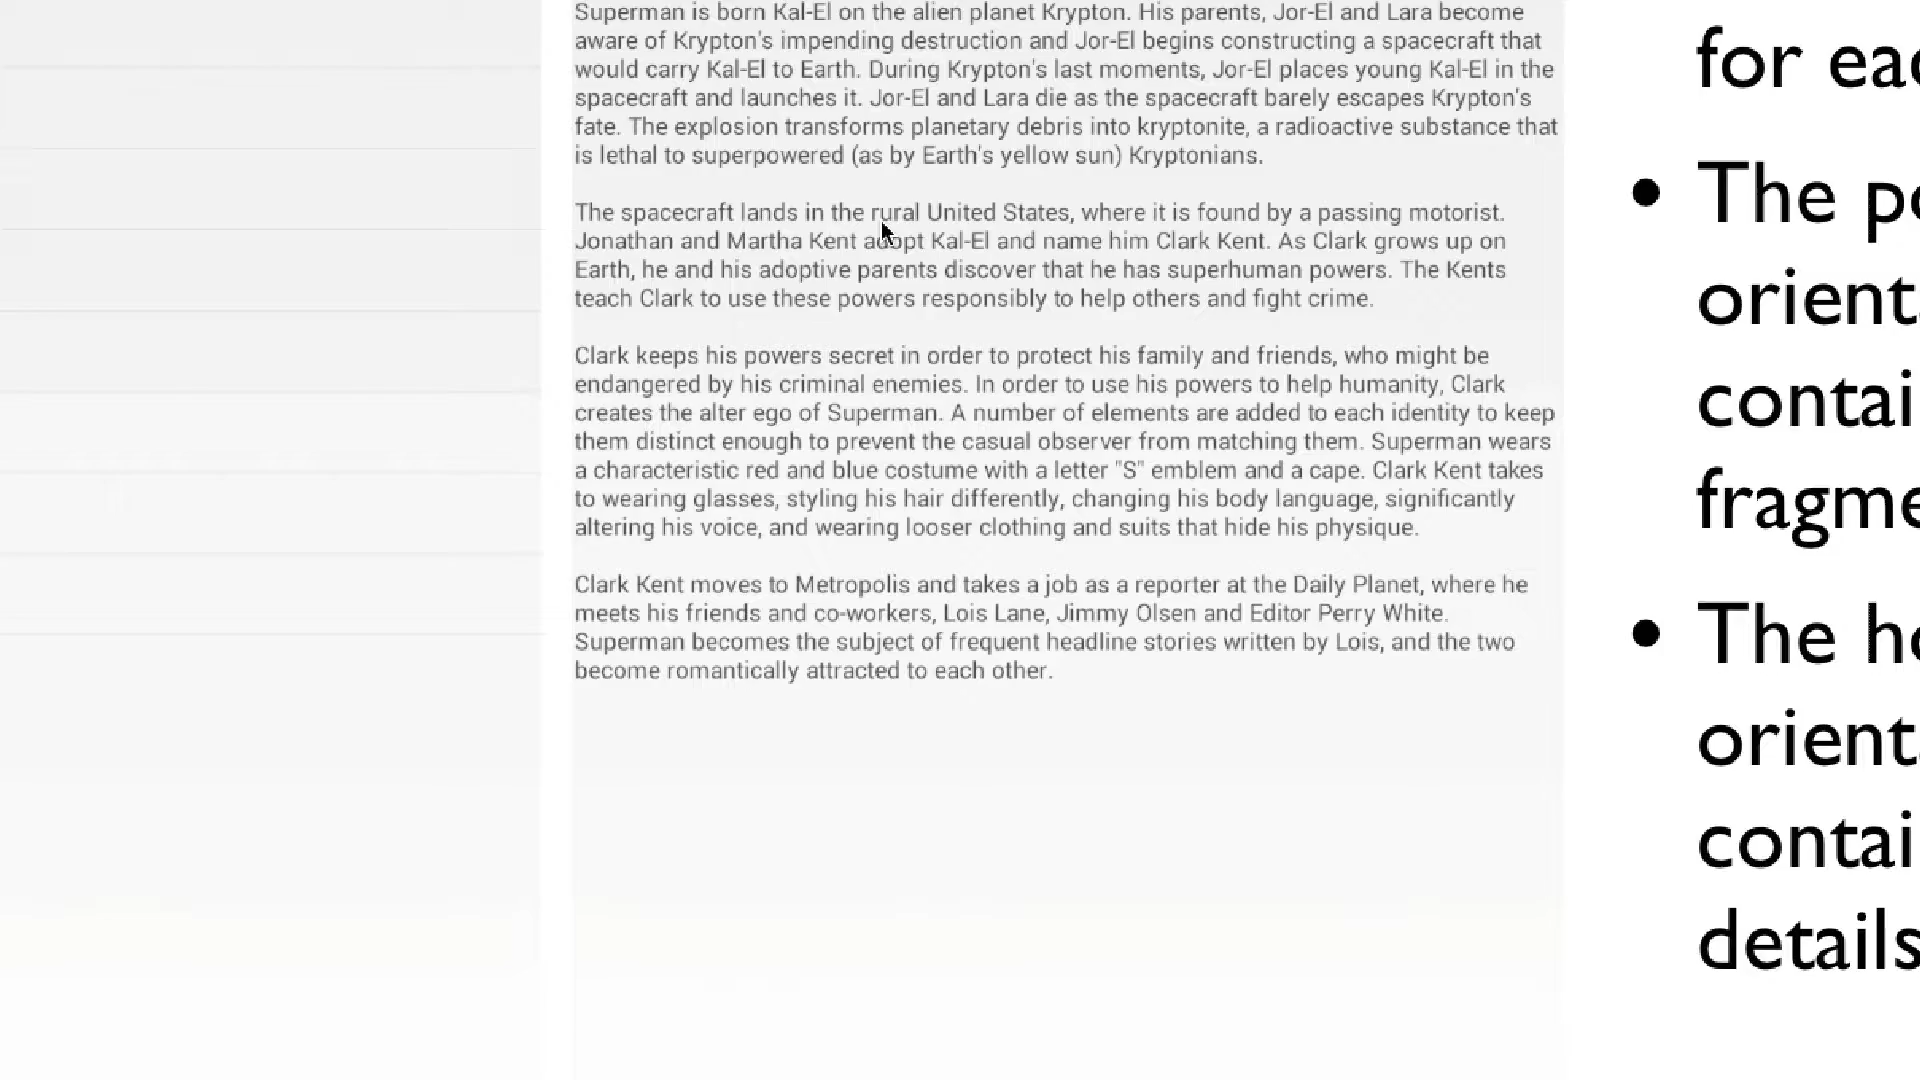 Superman is born Kal-El on the alien planet Krypton. His parents, Jor-El and Lara become
aware of Krypton's impending destruction and Jor-El begins constructing a spacecraft that
would carry Kal-El to Earth. During Krypton's last moments, Jor-El places young Kal-El in the
spacecraft and launches it. Jor-El and Lara die as the spacecraft barely escapes Krypton's
fate. The explosion transforms planetary debris into kryptonite, a radioactive substance that
is lethal to superpowered (as by Earth's yellow sun) Kryptonians.
The spacecraft lands in the rural United States, where it is found by a passing motorist.
Jonathan and Martha Kent adopt Kal-El and name him Clark Kent. As Clark grows up on
Earth, he and his adoptive parents discover that he has superhuman powers. The Kents
teach Clark to use these powers responsibly to help others and fight crime.
Clark keeps his powers secret in order to protect his family and friends, who might be
endangered by his criminal enemies. In order to use his powers to help humanity, Clark
creates the alter ego of Superman. A number of elements are added to each identity to keep
them distinct enough to prevent the casual observer from matching them. Superman wears
a characteristic red and blue costume with a letter "S" emblem and a cape. Clark Kent takes
to wearing glasses, styling his hair differently, changing his body language, significantly
altering his voice, and wearing looser clothing and suits that hide his physique.
Clark Kent moves to Metropolis and takes a job as a reporter at the Daily Planet, where he
meets his friends and co-workers, Lois Lane, Jimmy Olsen and Editor Perry White.
Superman becomes the subject of frequent headline stories written by Lois, and the two
become romantically attracted to each other.
for
• The
orient
contai
fragme
• The
orient
contai
details